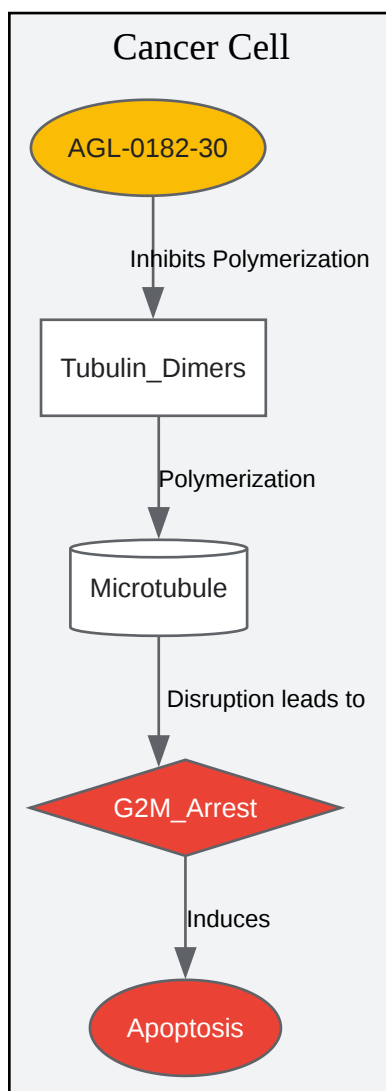 Cancer Cell
AGL-0182-30
Inhibits Polymerization
Tubulin_Dimers
Polymerization
Microtubule
Disruption leads to
G2M_Arrest
Induces
Apoptosis